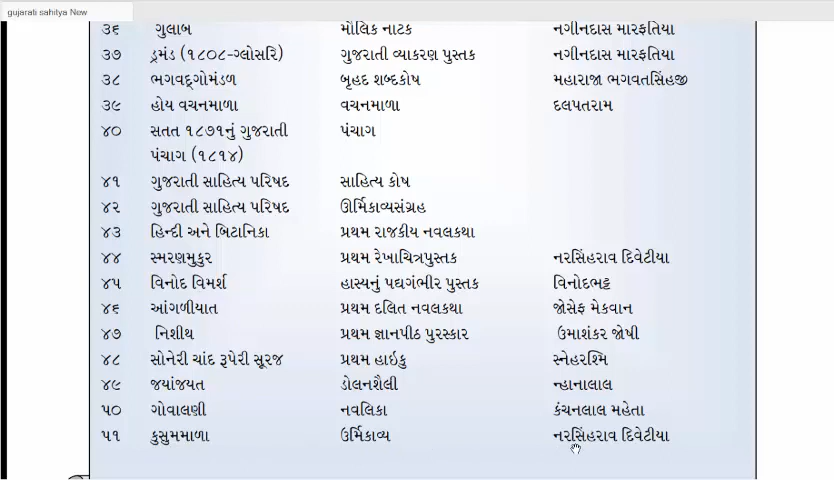 gujarati sahitya New
૩૬ ગુલાબ મૌલિક નાટક નગીનદાસ મારફતિયા
૩૭ ડ્રમંડ (૧૮૦૮-ગ્લોસરિ) ગુજરાતી વ્યાકરણ પુસ્તક નગીનદાસ મારફતિયા
૩૮ ભગવદ્ગોમંડળ બૃહદ શબ્દકોષ મહારાજા ભગવતસિંહજી
૩૯ હોય વચનમાળા વચનમાળા દલપતરામ
૪૦ સતત ૧૮૭૧નું ગુજરાતી પંચાગ
પંચાગ (૧૮૧૪)
૪૧ ગુજરાતી સાહિત્ય પરિષદ સાહિત્ય કોષ
૪૨ ગુજરાતી સાહિત્ય પરિષદ ઊર્મિકાવ્યસંગ્રહ
૪૩ હિન્દી અને બિટાનિકા પ્રથમ રાજકીય નવલકથા
૪૪ સ્મરણમુકુર પ્રથમ રેખાચિત્રપુસ્તક નરસિંહરાવ દિવેટીયા
૪૫ વિનોદ વિમર્શ હાસ્યનું પદ્યગંભીર પુસ્તક વિનોદભટ્ટ
૪૬ આંગળીયાત પ્રથમ દલિત નવલકથા જોસેફ મેકવાન
૪૭ નિશીથ પ્રથમ જ્ઞાનપીઠ પુરસ્કાર ઉમાશંકર જોષી
૪૮ સોનેરી ચાંદ રૂપેરી સૂરજ પ્રથમ હાઇકુ સ્નેહરશ્મિ
૪૯ જયાંજયત ડોલનશૈલી ન્હાનાલાલ
૫૦ ગોવાલણી નવલિકા કંચનલાલ મહેતા
૫૧ કુસુમમાળા ઉર્મિકાવ્ય નરસિંહરાવ દિવેટીયા